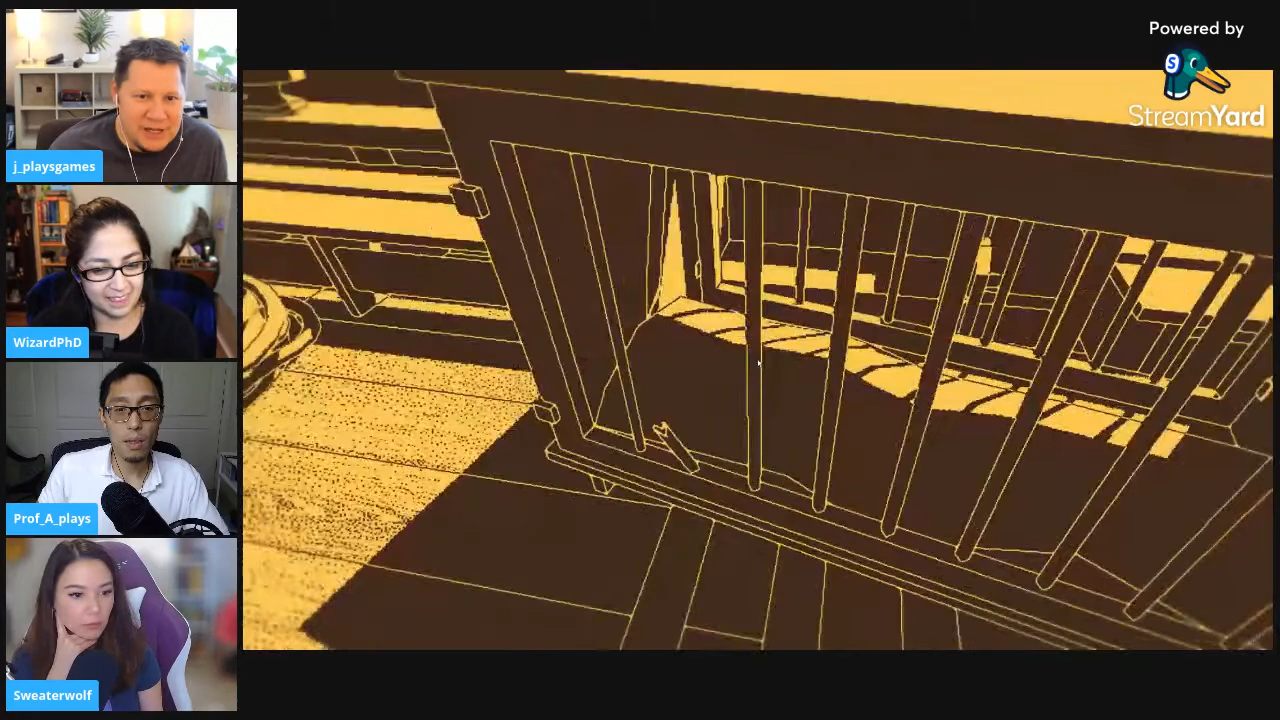 j_playsgames
WizardPhD
Prof_A_plays
Sweaterwolf
Powered by
S
StreamYard